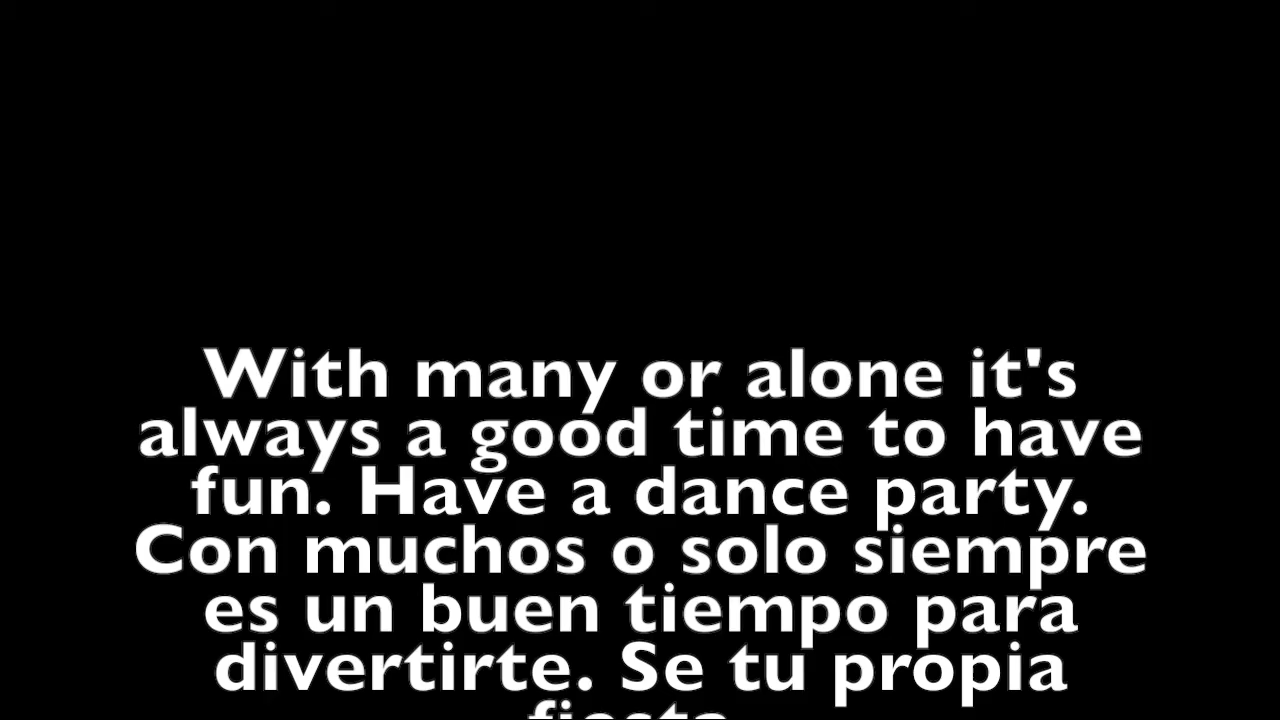 With many or alone it's
always a good time to have
fun. Have a dance party.
Con muchos o solo siempre
es un buen tiempo para
divertirte. Se tu propia
fiesta